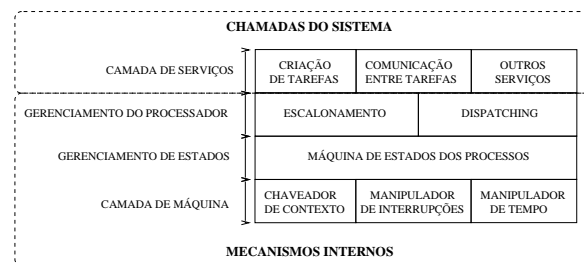 CHAMADAS DO SISTEMA
CAMADA DE SERVIÇOS
CRIAÇÃO
DE TAREFAS
COMUNICAÇÃO
ENTRE TAREFAS
OUTROS
SERVIÇOS
GERENCIAMENTO DO PROCESSADOR
ESCALONAMENTO
DISPATCHING
GERENCIAMENTO DE ESTADOS
MÁQUINA DE ESTADOS DOS PROCESSOS
CAMADA DE MÁQUINA
CHAVEADOR
DE CONTEXTO
MANIPULADOR
DE INTERRUPÇÕES
MANIPULADOR
DE TEMPO
MECANISMOS INTERNOS